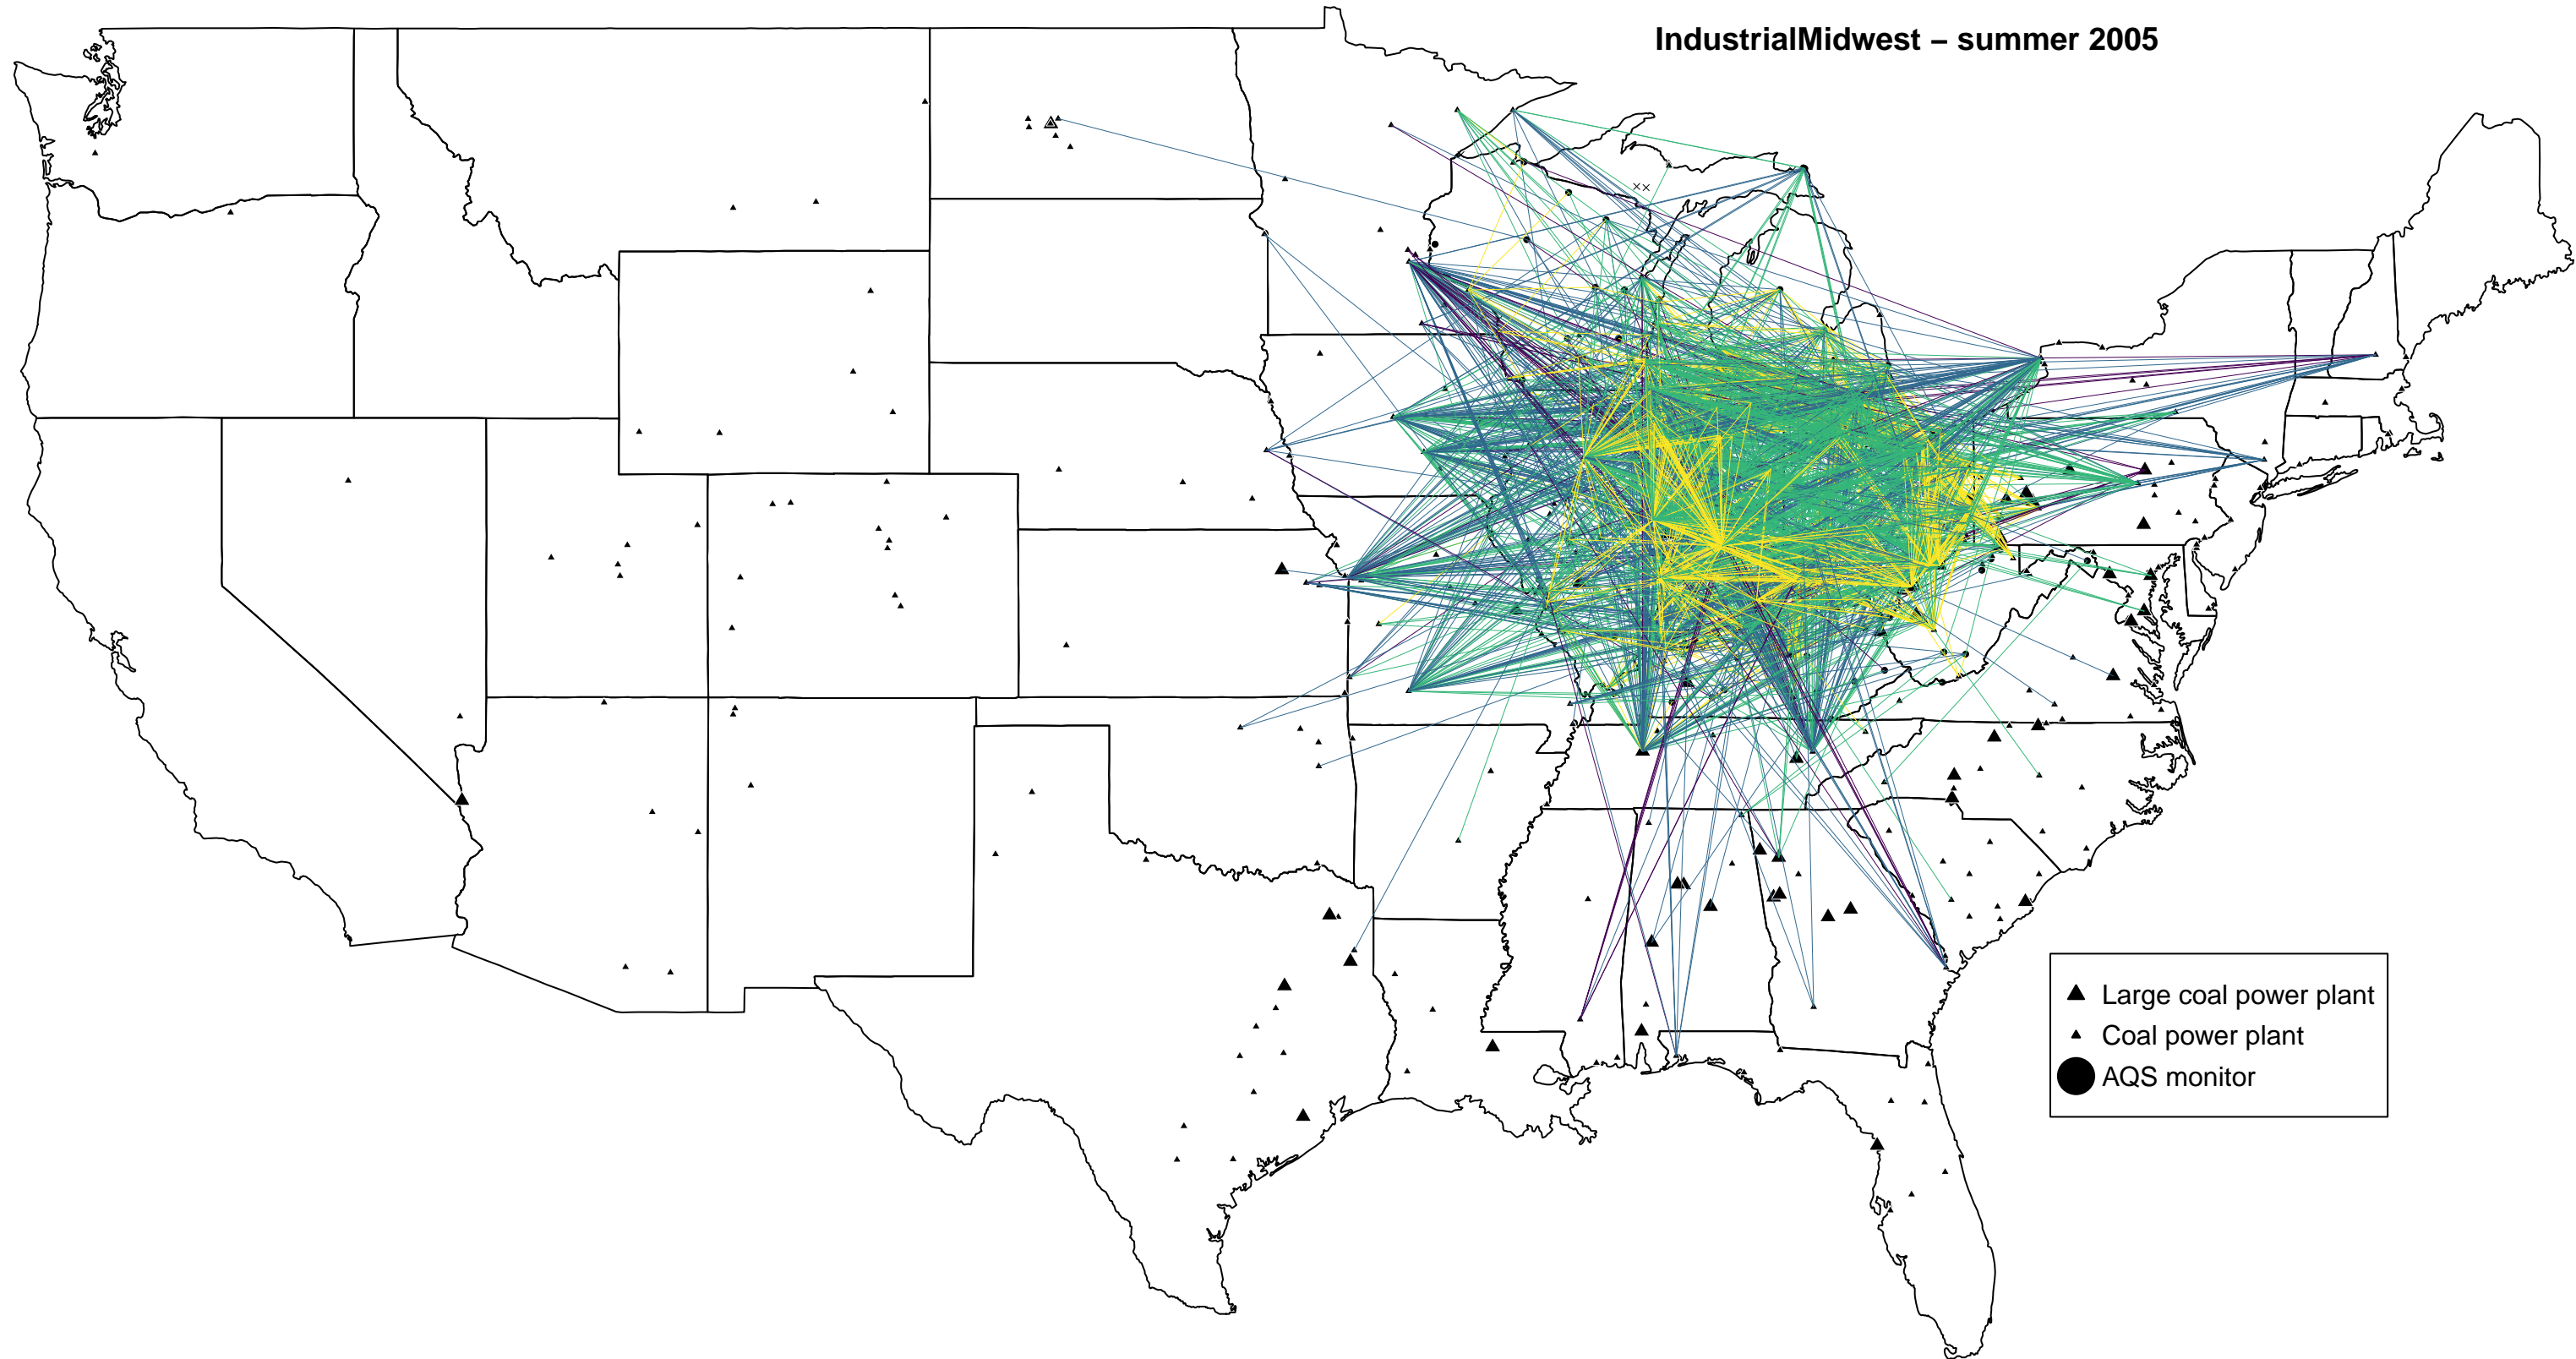 IndustrialMidwest – summer 2005
Large coal power plant
Coal power plant
AQS monitor